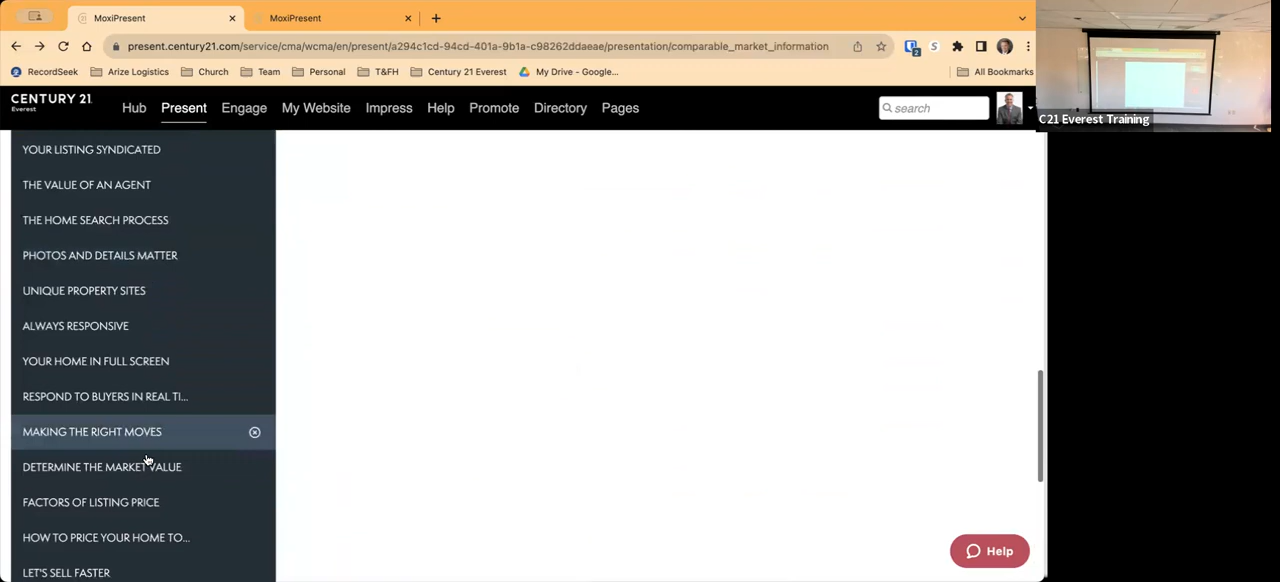 MoxiPresent
MoxiPresent
present.century21.com/service/cma/wcma/en/present/a294c1cd-94cd-401a-9b1a-c98262ddaeae/presentation/comparable_market_information
2
RecordSeek
Arize Logistics
Church
Team
Personal
T&FH
Century 21 Everest
My Drive - Google...
All Bookmarks
CENTURY 21.
Everest
Hub
Present
Engage
My Website
Impress
Help
Promote
Directory
Pages
search
C21 Everest Training
YOUR LISTING SYNDICATED
THE VALUE OF AN AGENT
THE HOME SEARCH PROCESS
PHOTOS AND DETAILS MATTER
UNIQUE PROPERTY SITES
ALWAYS RESPONSIVE
YOUR HOME IN FULL SCREEN
RESPOND TO BUYERS IN REAL TI...
MAKING THE RIGHT MOVES
DETERMINE THE MARKET VALUE
FACTORS OF LISTING PRICE
HOW TO PRICE YOUR HOME TO...
LET'S SELL FASTER
Help